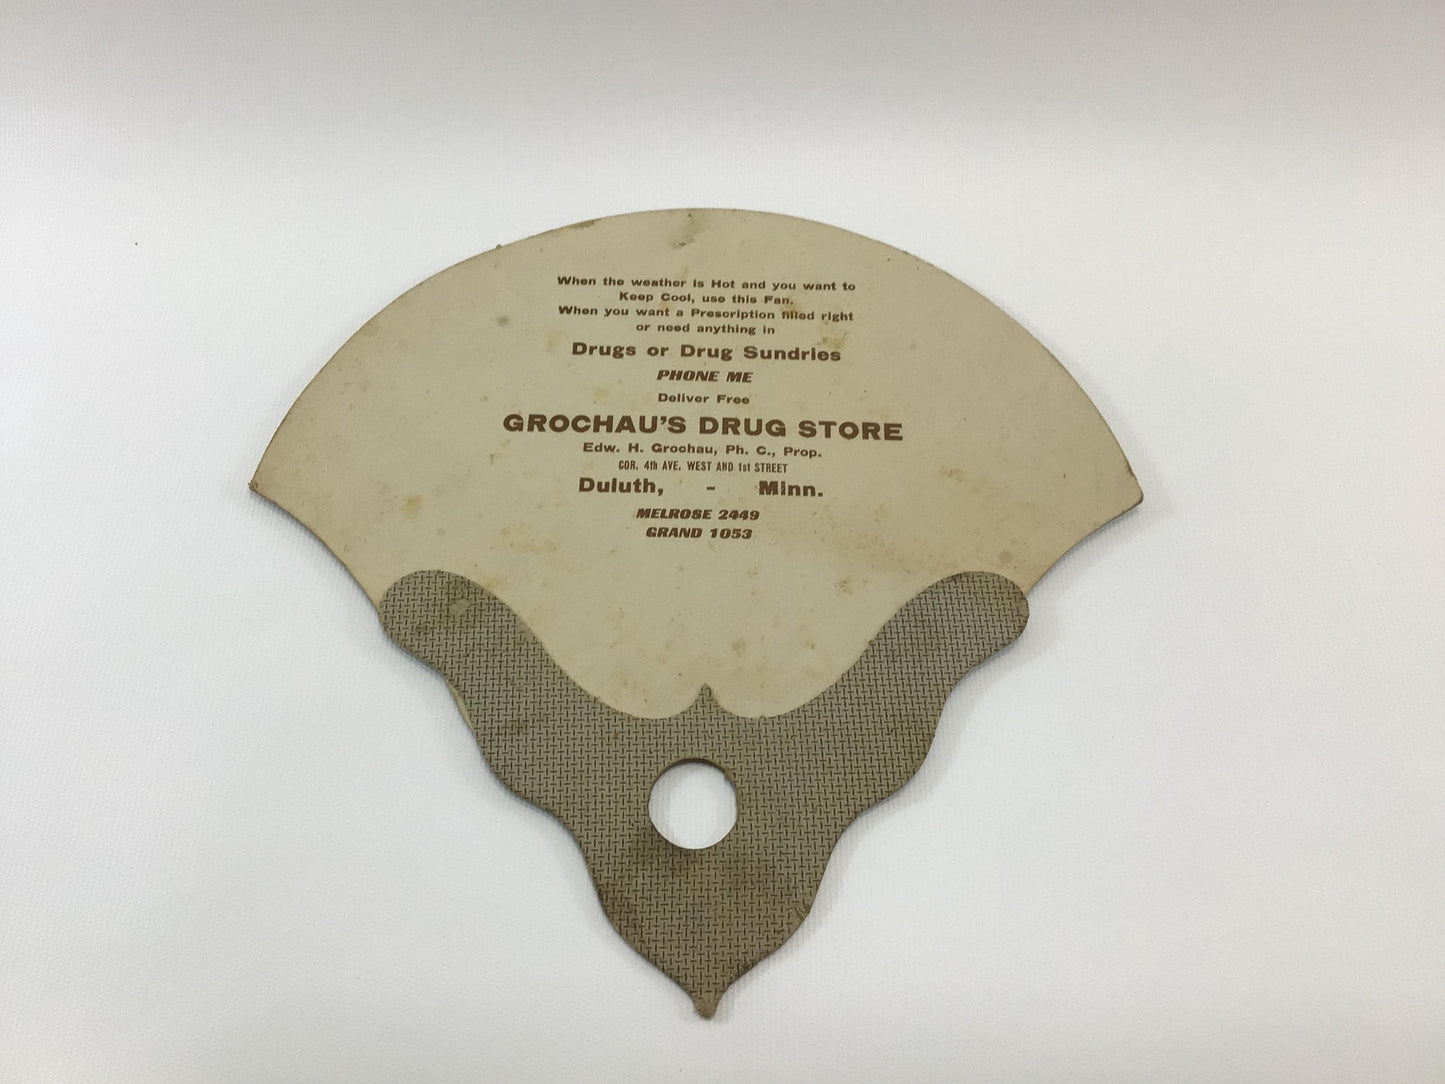 When the weather is Hot and you want to
Keep Cool, use this Fan.
When you want a Prescription filled right
or need anything in
Drugs or Drug Sundries
PHONE ME
Deliver Free
GROCHAU'S DRUG STORE
Edw. H. Grochau, Ph. C., Prop.
COR. 4th AVE. WEST AND 1st STREET
Duluth, - Minn.
MELROSE 2449
GRAND 1053